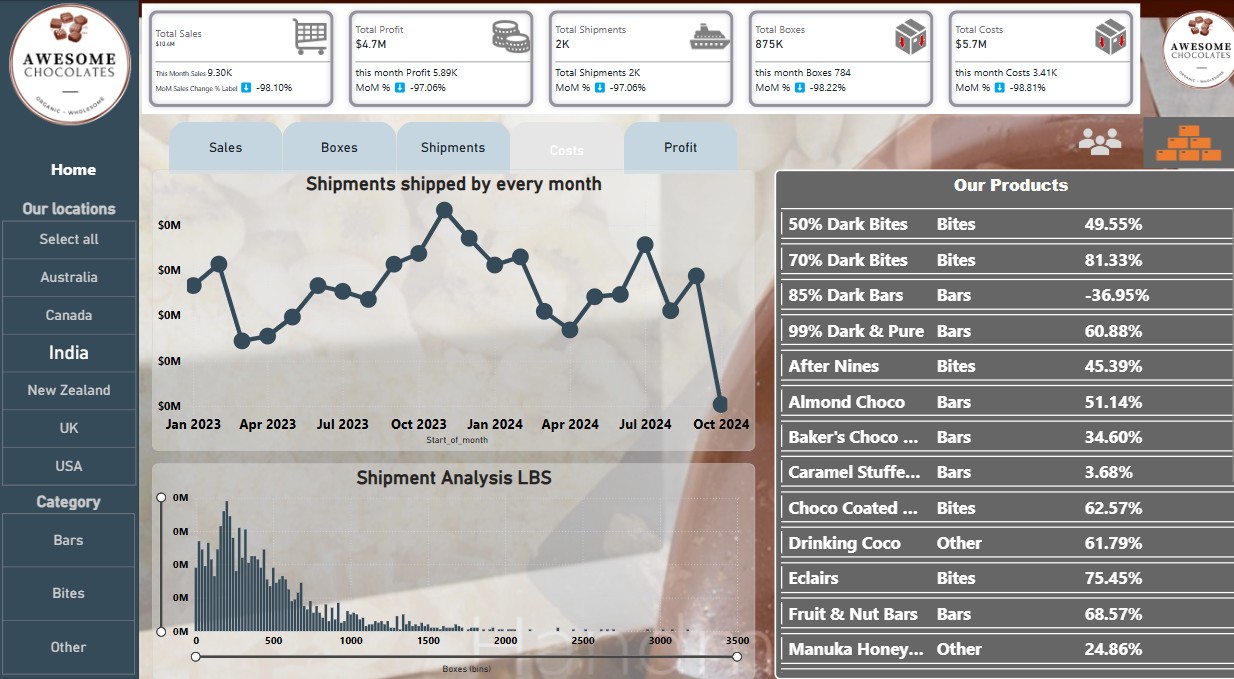 AWESOME
CHOCOLATES
ORGANIC • WHOLESOME
Home
Our locations
Select all
Australia
Canada
India
New Zealand
UK
USA
Category
Bars
Bites
Other
Total Sales
$10.4M
This Month Sales 9.30K
MoM Sales Change % Label -98.10%
Total Profit
$4.7M
this month Profit 5.89K
MoM % -97.06%
Total Shipments
2K
Total Shipments 2K
MoM % -97.06%
Total Boxes
875K
this month Boxes 784
MoM % -98.22%
Total Costs
$5.7M
this month Costs 3.41K
MoM % -98.81%
AWESOME
CHOCOLATES
ORGANIC • WHOLESOME
Sales
Boxes
Shipments
Costs
Profit
Shipments shipped by every month
$0M
$0M
$0M
$0M
$0M
Jan 2023 Apr 2023 Jul 2023 Oct 2023 Jan 2024 Apr 2024 Jul 2024 Oct 2024
Start_of_month
Shipment Analysis LBS
0M
0M
0M
0M
0M
0 500 1000 1500 2000 2500 3000 3500
Boxes (bins)
Our Products
50% Dark Bites Bites 49.55%
70% Dark Bites Bites 81.33%
85% Dark Bars Bars -36.95%
99% Dark & Pure Bars 60.88%
After Nines Bites 45.39%
Almond Choco Bars 51.14%
Baker's Choco ... Bars 34.60%
Caramel Stuffe... Bars 3.68%
Choco Coated ... Bites 62.57%
Drinking Coco Other 61.79%
Eclairs Bites 75.45%
Fruit & Nut Bars Bars 68.57%
Manuka Honey... Other 24.86%